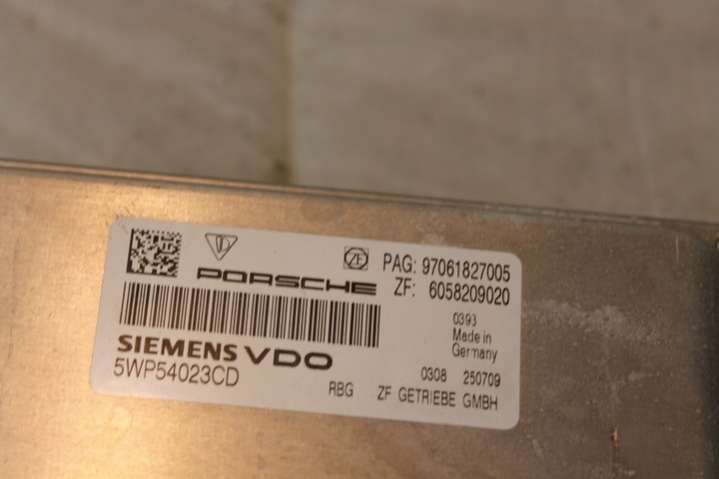 PAG: 97061827005
PORSCHE
ZF: 6058209020
0393
Made in
Germany
SIEMENS VDO
5WP54023CD
0308 250709
RBG ZF GETRIEBE GMBH